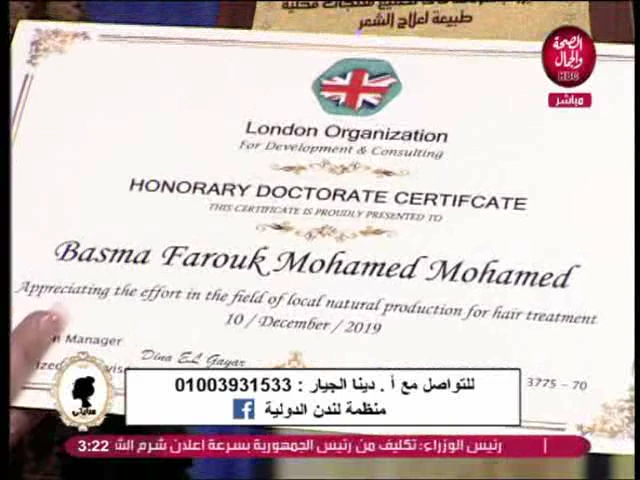 محلية
طبيعة اعلاج الشعر
الصحة
والجمال
HBC
مباشر
London Organization
For Development & Consulting
HONORARY DOCTORATE CERTIFCATE
THIS CERTIFICATE IS PROUDLY PRESENTED TO
Basma Farouk Mohamed Mohamed
Appreciating the effort in the field of local natural production for hair treatment
10 / December / 2019
Manager
Dina EL Gayar
3775 - 70
للتواصل مع أ . دينا الجيار : 01003931533
منظمة لندن الدولية
3:22
رئيس الوزراء: تكليف من رئيس الجمهورية بسرعة اعلان شرم الش